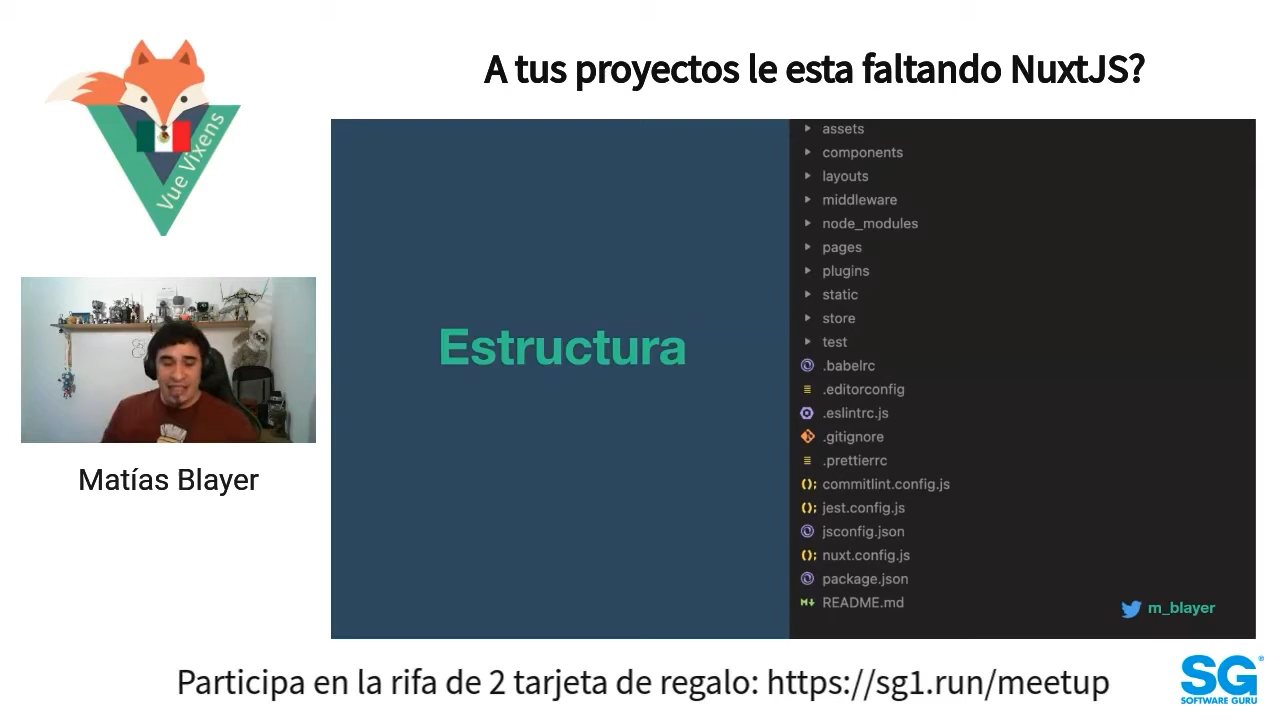 A tus proyectos le esta faltando NuxtJS?
Vue Vixens
Matías Blayer
Estructura
assets
components
layouts
middleware
node_modules
pages
plugins
static
store
test
.babelrc
.editorconfig
.eslintrc.js
.gitignore
.prettierrc
commitlint.config.js
jest.config.js
jsconfig.json
nuxt.config.js
package.json
README.md
m_blayer
Participa en la rifa de 2 tarjeta de regalo: https://sg1.run/meetup
SG
SOFTWARE GURU